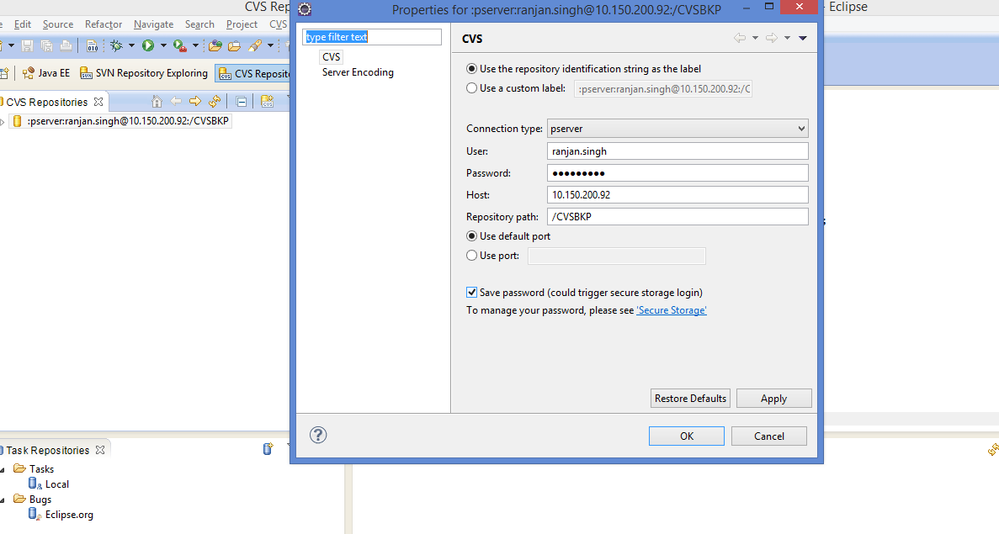 CVS Rep
Properties for :pserver:ranjan.singh@10.150.200.92:/CVSBKP
- Eclipse
Edit Source Refactor Navigate Search Project CVS
Java EE SVN Repository Exploring CVS Reposito
CVS Repositories
:pserver:ranjan.singh@10.150.200.92:/CVSBKP
type filter text
CVS
Server Encoding
CVS
Use the repository identification string as the label
Use a custom label: :pserver:ranjan.singh@10.150.200.92:/C
Connection type: pserver
User: ranjan.singh
Password: ●●●●●●●●●
Host: 10.150.200.92
Repository path: /CVSBKP
Use default port
Use port:
Save password (could trigger secure storage login)
To manage your password, please see 'Secure Storage'
Restore Defaults Apply
OK Cancel
Task Repositories
Tasks
Local
Bugs
Eclipse.org